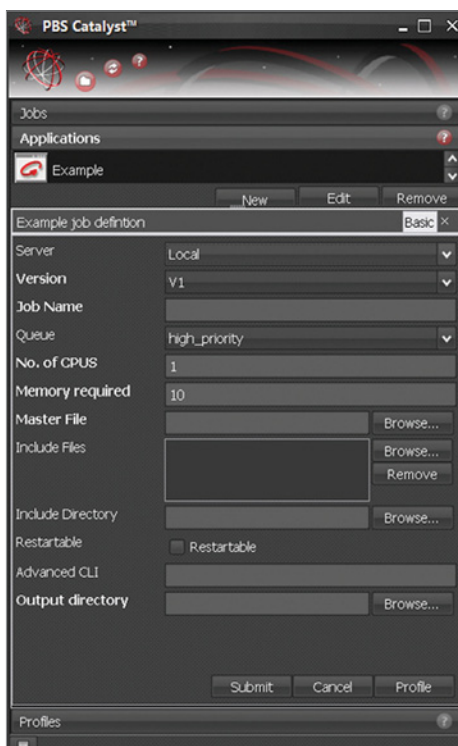 PBS Catalyst™
Jobs
Applications
Example
New Edit Remove
Example job defintion Basic
Server Local
Version V1
Job Name
Queue high_priority
No. of CPUS 1
Memory required 10
Master File Browse...
Include Files Browse...
Remove
Include Directory Browse...
Restartable Restartable
Advanced CLI
Output directory Browse...
Submit Cancel Profile
Profiles